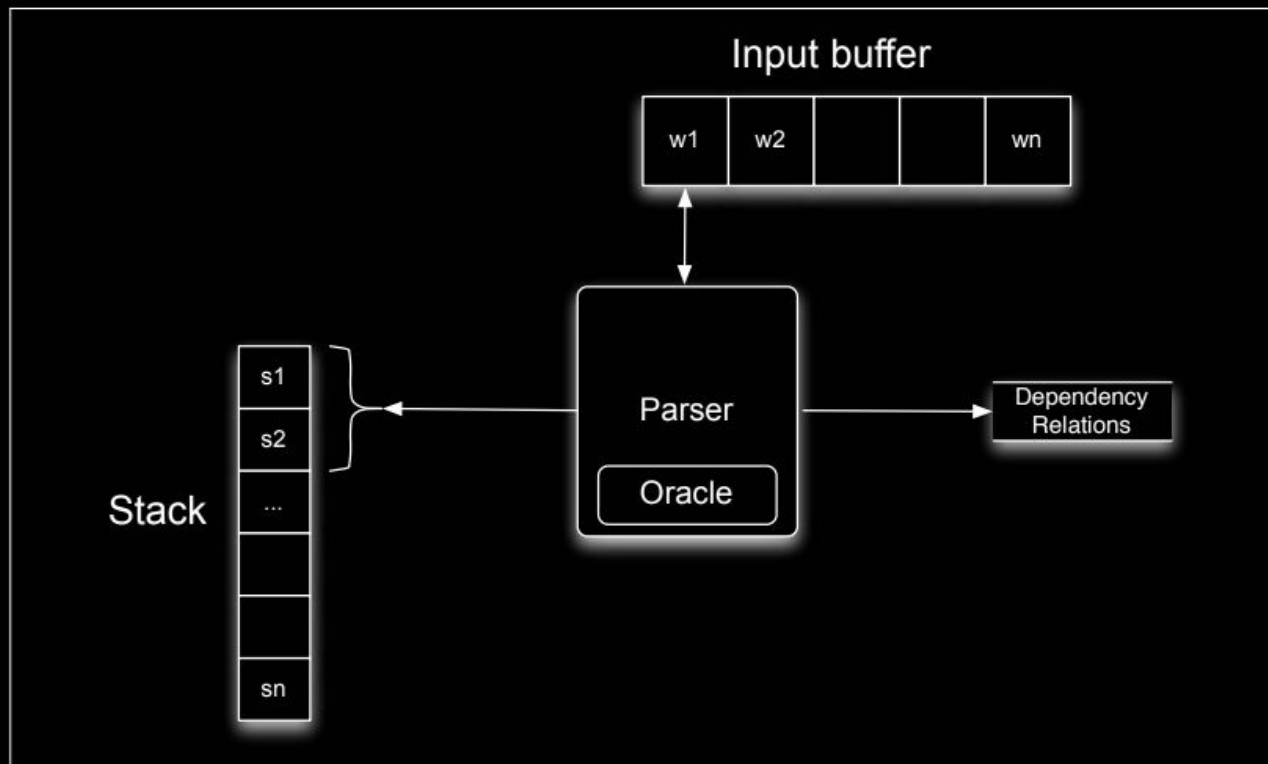 Input buffer
w1 w2 wn
s1
s2
...
sn
Stack
Parser
Oracle
Dependency
Relations